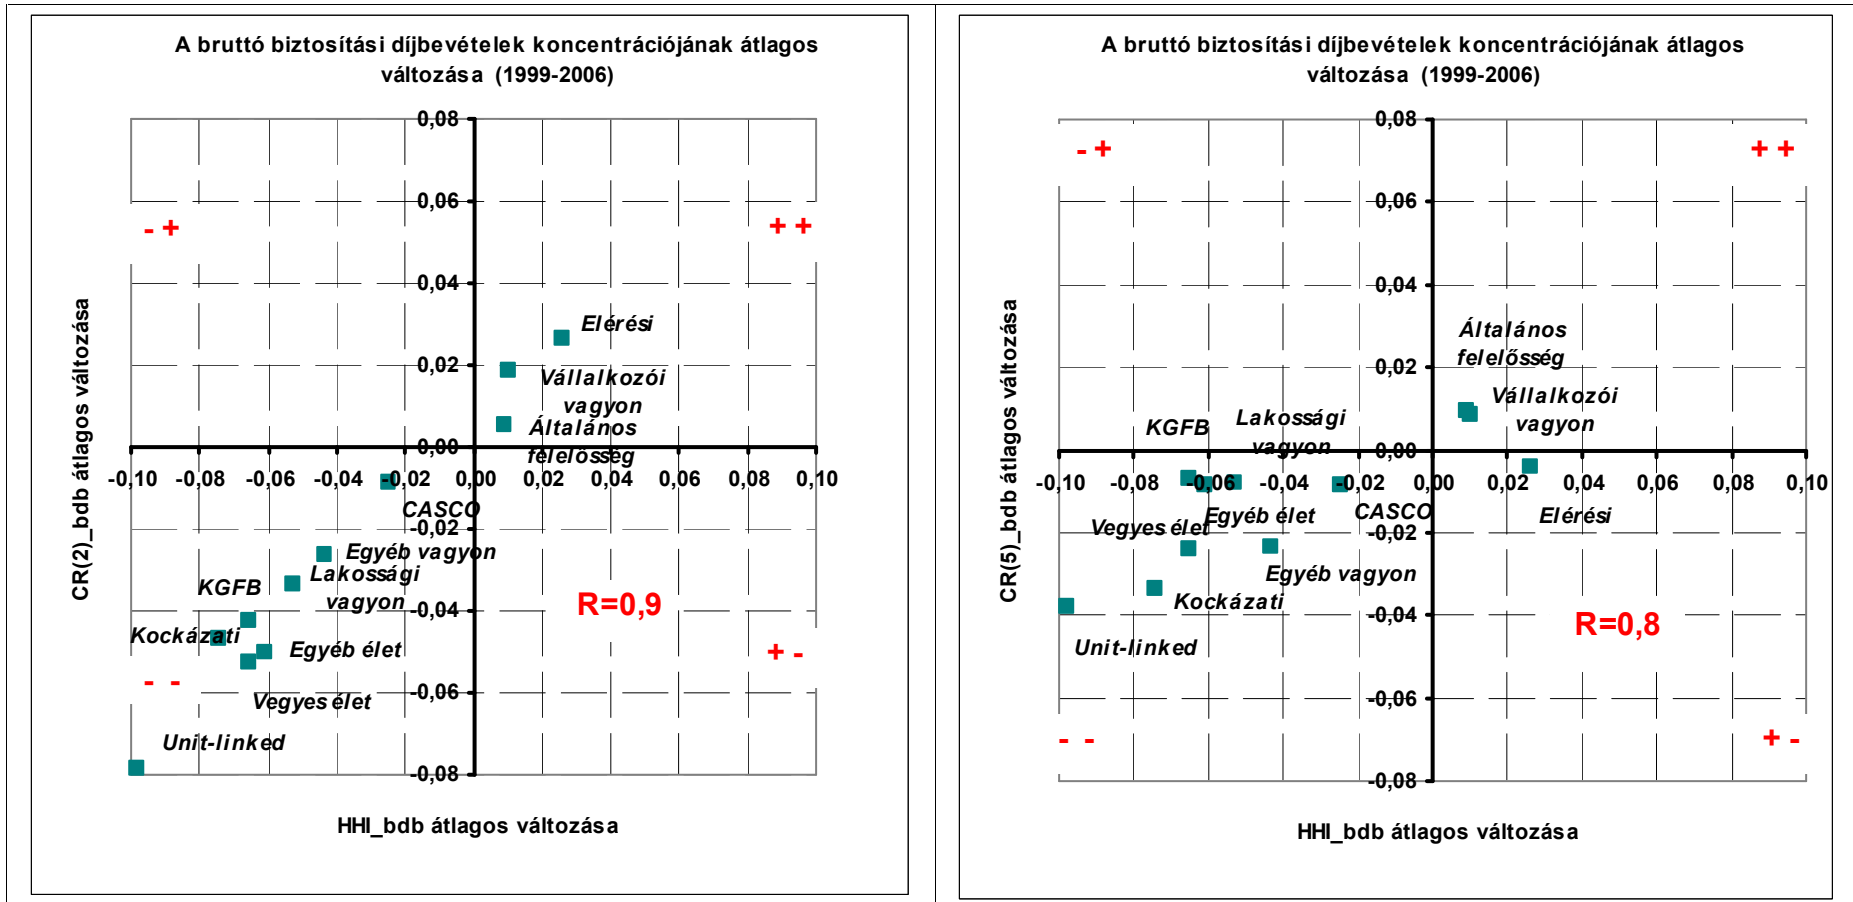 A bruttó biztosítási díjbevételek koncentrációjának átlagos
változása (1999-2006)
0,08
0,06
- +
+ +
0,04
Elérési
0,02
Vállalkozói
vagyon
Általános
felelősség
0,00
-0,10 -0,08 -0,06 -0,04 -0,02 0,00 0,02 0,04 0,06 0,08 0,10
CASCO
-0,02
Egyéb vagyon
KGFB
Lakossági
vagyon
-0,04
R=0,9
Kockázati
Egyéb élet
+ -
- -
-0,06
Vegyes élet
Unit-linked
-0,08
CR(2)_bdb átlagos változása
HHI_bdb átlagos változása
A bruttó biztosítási díjbevételek koncentrációjának átlagos
változása (1999-2006)
0,08
- +
+ +
0,06
0,04
Általános
felelősség
0,02
Vállalkozói
vagyon
KGFB
Lakossági
vagyon
0,00
-0,10 -0,08 -0,06 -0,04 -0,02 0,00 0,02 0,04 0,06 0,08 0,10
Vegyes élet
Egyéb élet
CASCO
Elérési
-0,02
Egyéb vagyon
Kockázati
-0,04
R=0,8
Unit-linked
-0,06
- -
+ -
-0,08
CR(5)_bdb átlagos változása
HHI_bdb átlagos változása